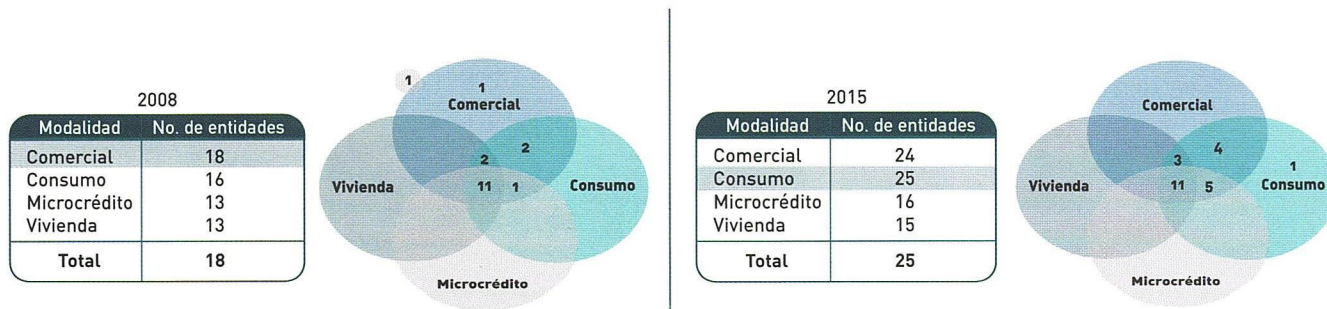 2008
Modalidad No. de entidades
Comercial 18
Consumo 16
Microcrédito 13
Vivienda 13
Total 18
1
1
Comercial
2
2
Vivienda
11
1
Consumo
Microcrédito
2015
Modalidad No. de entidades
Comercial 24
Consumo 25
Microcrédito 16
Vivienda 15
Total 25
Comercial
4
3
1
Vivienda
11
5
Consumo
Microcrédito